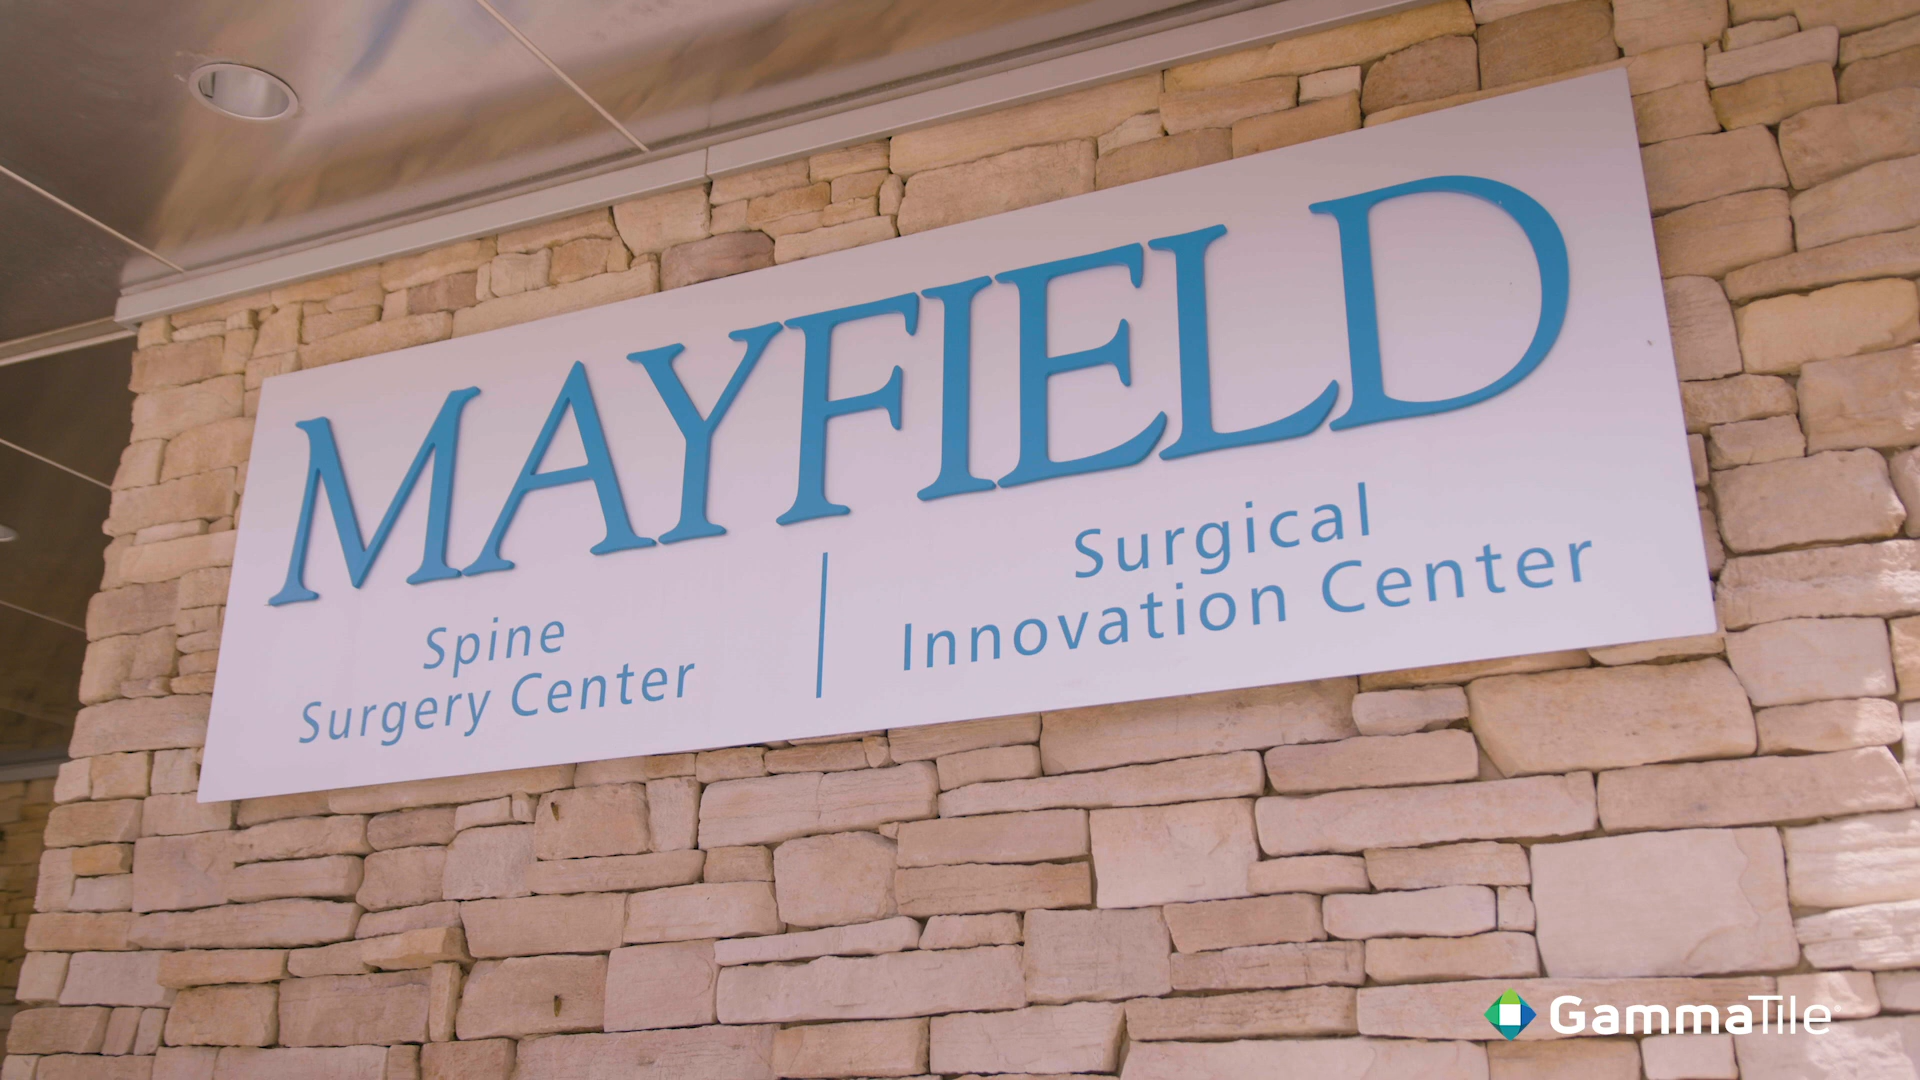 MAYFIELD
Spine
Surgery Center
Surgical
Innovation Center
GammaTile